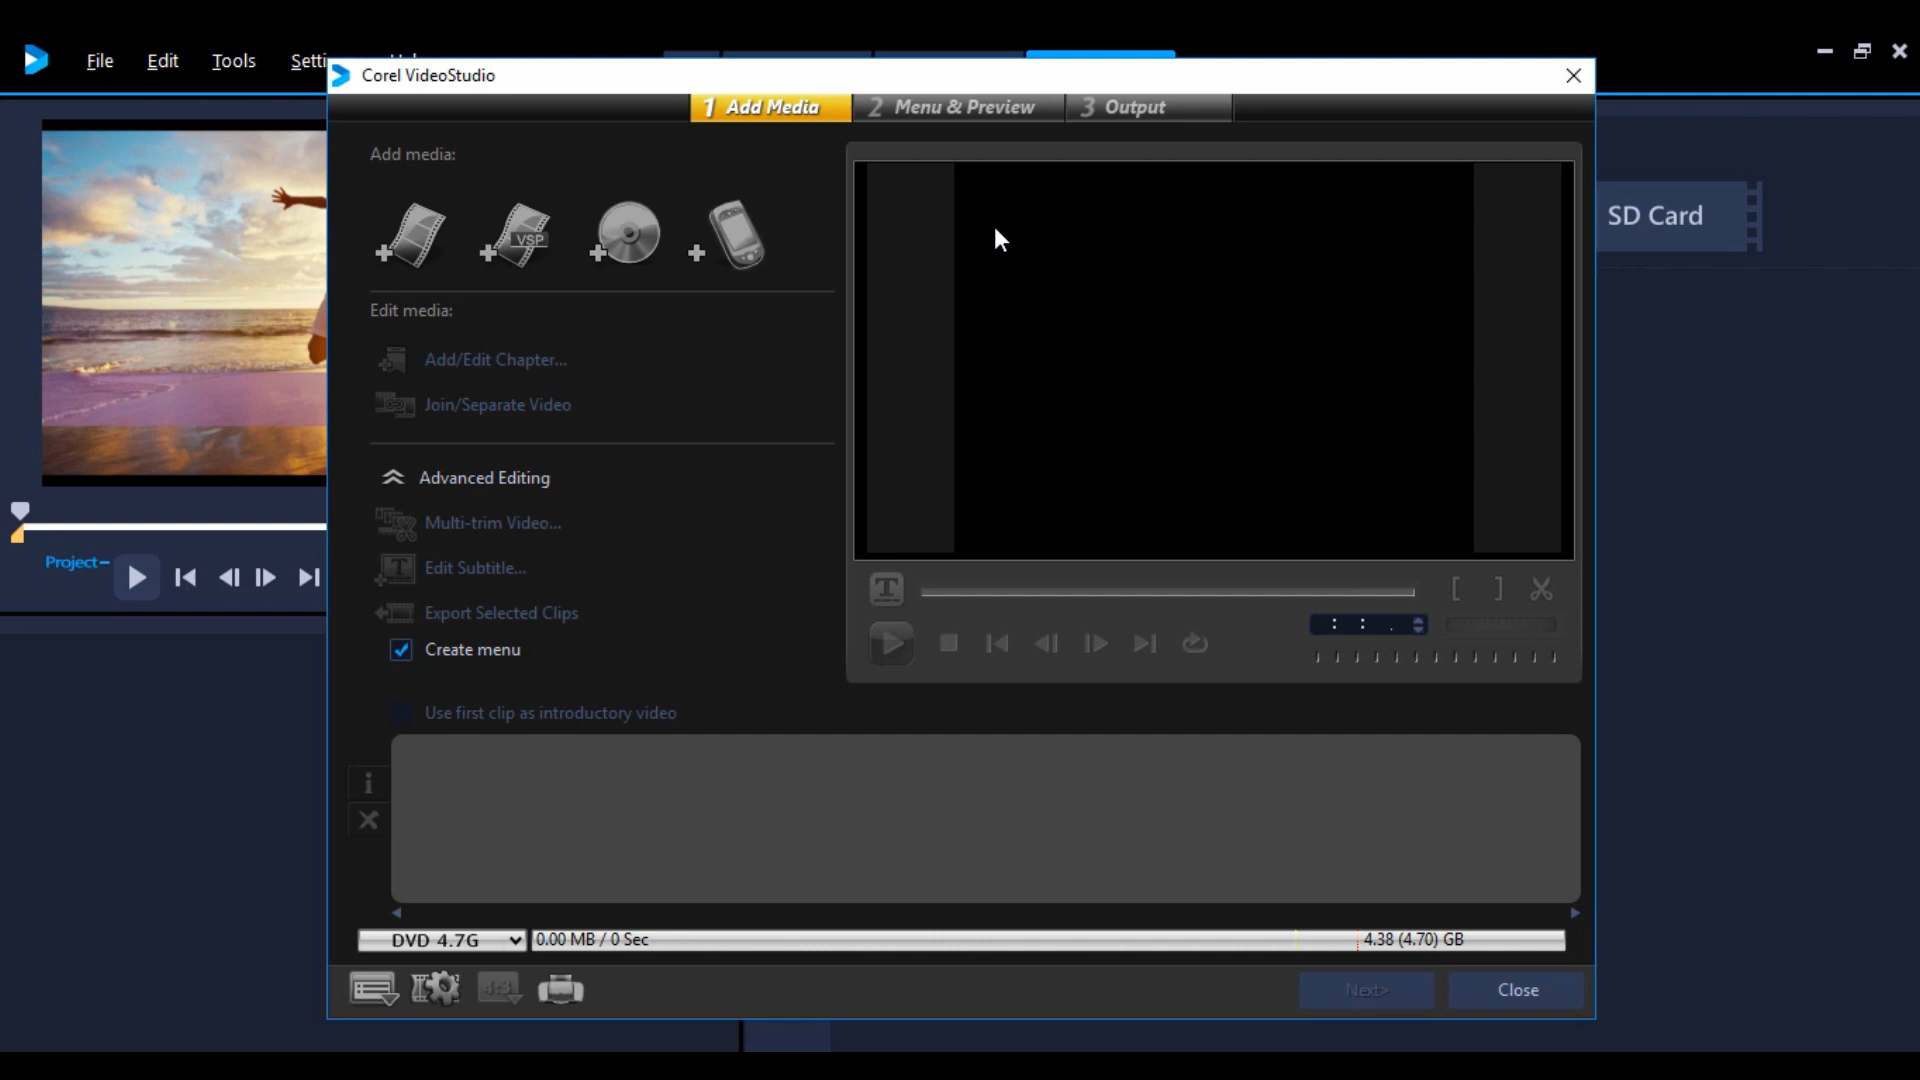 File Edit Tools
Corel VideoStudio
1 Add Media 2 Menu & Preview 3 Output
Add media:
VSP
SD Card
Edit media:
Add/Edit Chapter...
Join/Separate Video
Advanced Editing
Multi-trim Video...
Edit Subtitle...
Project
Export Selected Clips
Create menu
Use first clip as introductory video
DVD 4.7G 0.00 MB / 0 Sec 4.38 (4.70) GB
4:3
Next> Close